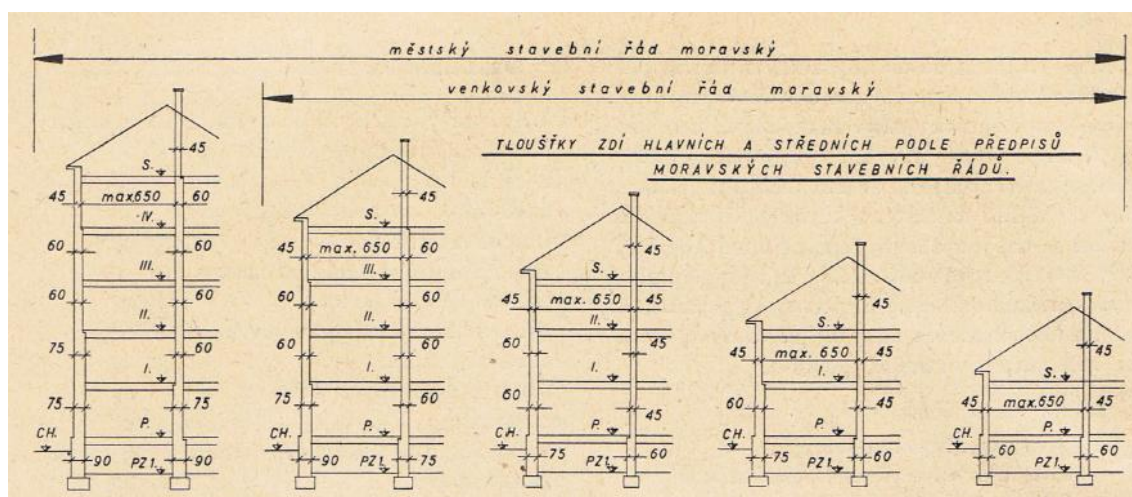 městský stavební řád moravský
venkovský stavební řád moravský
TLOUŠŤKY ZDÍ HLAVNÍCH A STŘEDNÍCH PODLE PŘEDPISŮ
MORAVSKÝCH STAVEBNÍCH ŘÁDŮ.
45
S.
45 max.650 60
IV.
60 60
III.
60 60
II.
75 60
I.
75 75
P.
CH.
90 PZ1. 90
45
S.
45 max. 650 60
III.
60 60
II.
60 60
I.
75 60
P.
CH.
90 PZ1. 75
45
S.
45 max. 650 45
II.
60 45
I.
60 45
P.
CH.
75 PZ1. 60
45
S.
45 max. 650 45
I.
60 45
P.
CH.
75 PZ1. 60
45
S.
45 max.650 45
P.
CH.
60 PZ1. 60